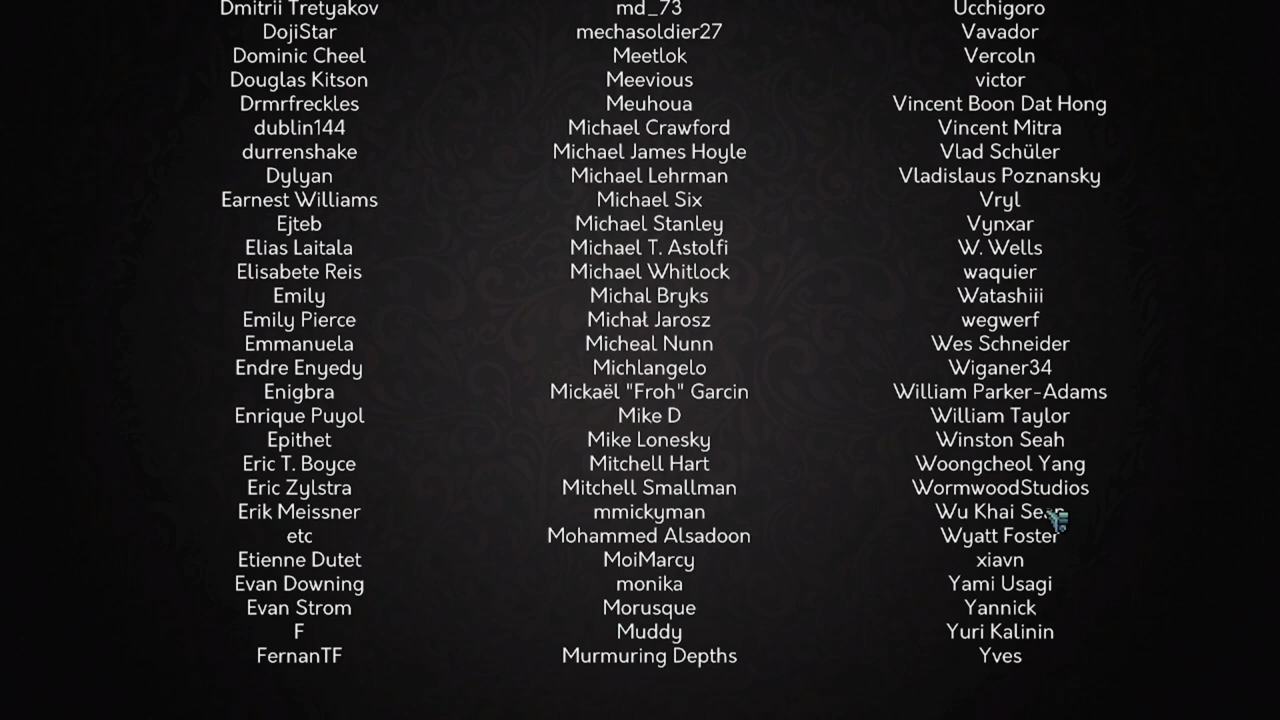 Dmitrii Tretyakov
DojiStar
Dominic Cheel
Douglas Kitson
Drmrfreckles
dublin144
durrenshake
Dylyan
Earnest Williams
Ejteb
Elias Laitala
Elisabete Reis
Emily
Emily Pierce
Emmanuela
Endre Enyedy
Enigbra
Enrique Puyol
Epithet
Eric T. Boyce
Eric Zylstra
Erik Meissner
etc
Etienne Dutet
Evan Downing
Evan Strom
F
FernanTF
md_73
mechasoldier27
Meetlok
Meevious
Meuhoua
Michael Crawford
Michael James Hoyle
Michael Lehrman
Michael Six
Michael Stanley
Michael T. Astolfi
Michael Whitlock
Michal Bryks
Michał Jarosz
Micheal Nunn
Michlangelo
Mickaël "Froh" Garcin
Mike D
Mike Lonesky
Mitchell Hart
Mitchell Smallman
mmickyman
Mohammed Alsadoon
MoiMarcy
monika
Morusque
Muddy
Murmuring Depths
Ucchigoro
Vavador
Vercoln
victor
Vincent Boon Dat Hong
Vincent Mitra
Vlad Schüler
Vladislaus Poznansky
Vryl
Vynxar
W. Wells
waquier
Watashiii
wegwerf
Wes Schneider
Wiganer34
William Parker-Adams
William Taylor
Winston Seah
Woongcheol Yang
WormwoodStudios
Wu Khai
Wyatt Foster
xiavn
Yami Usagi
Yannick
Yuri Kalinin
Yves